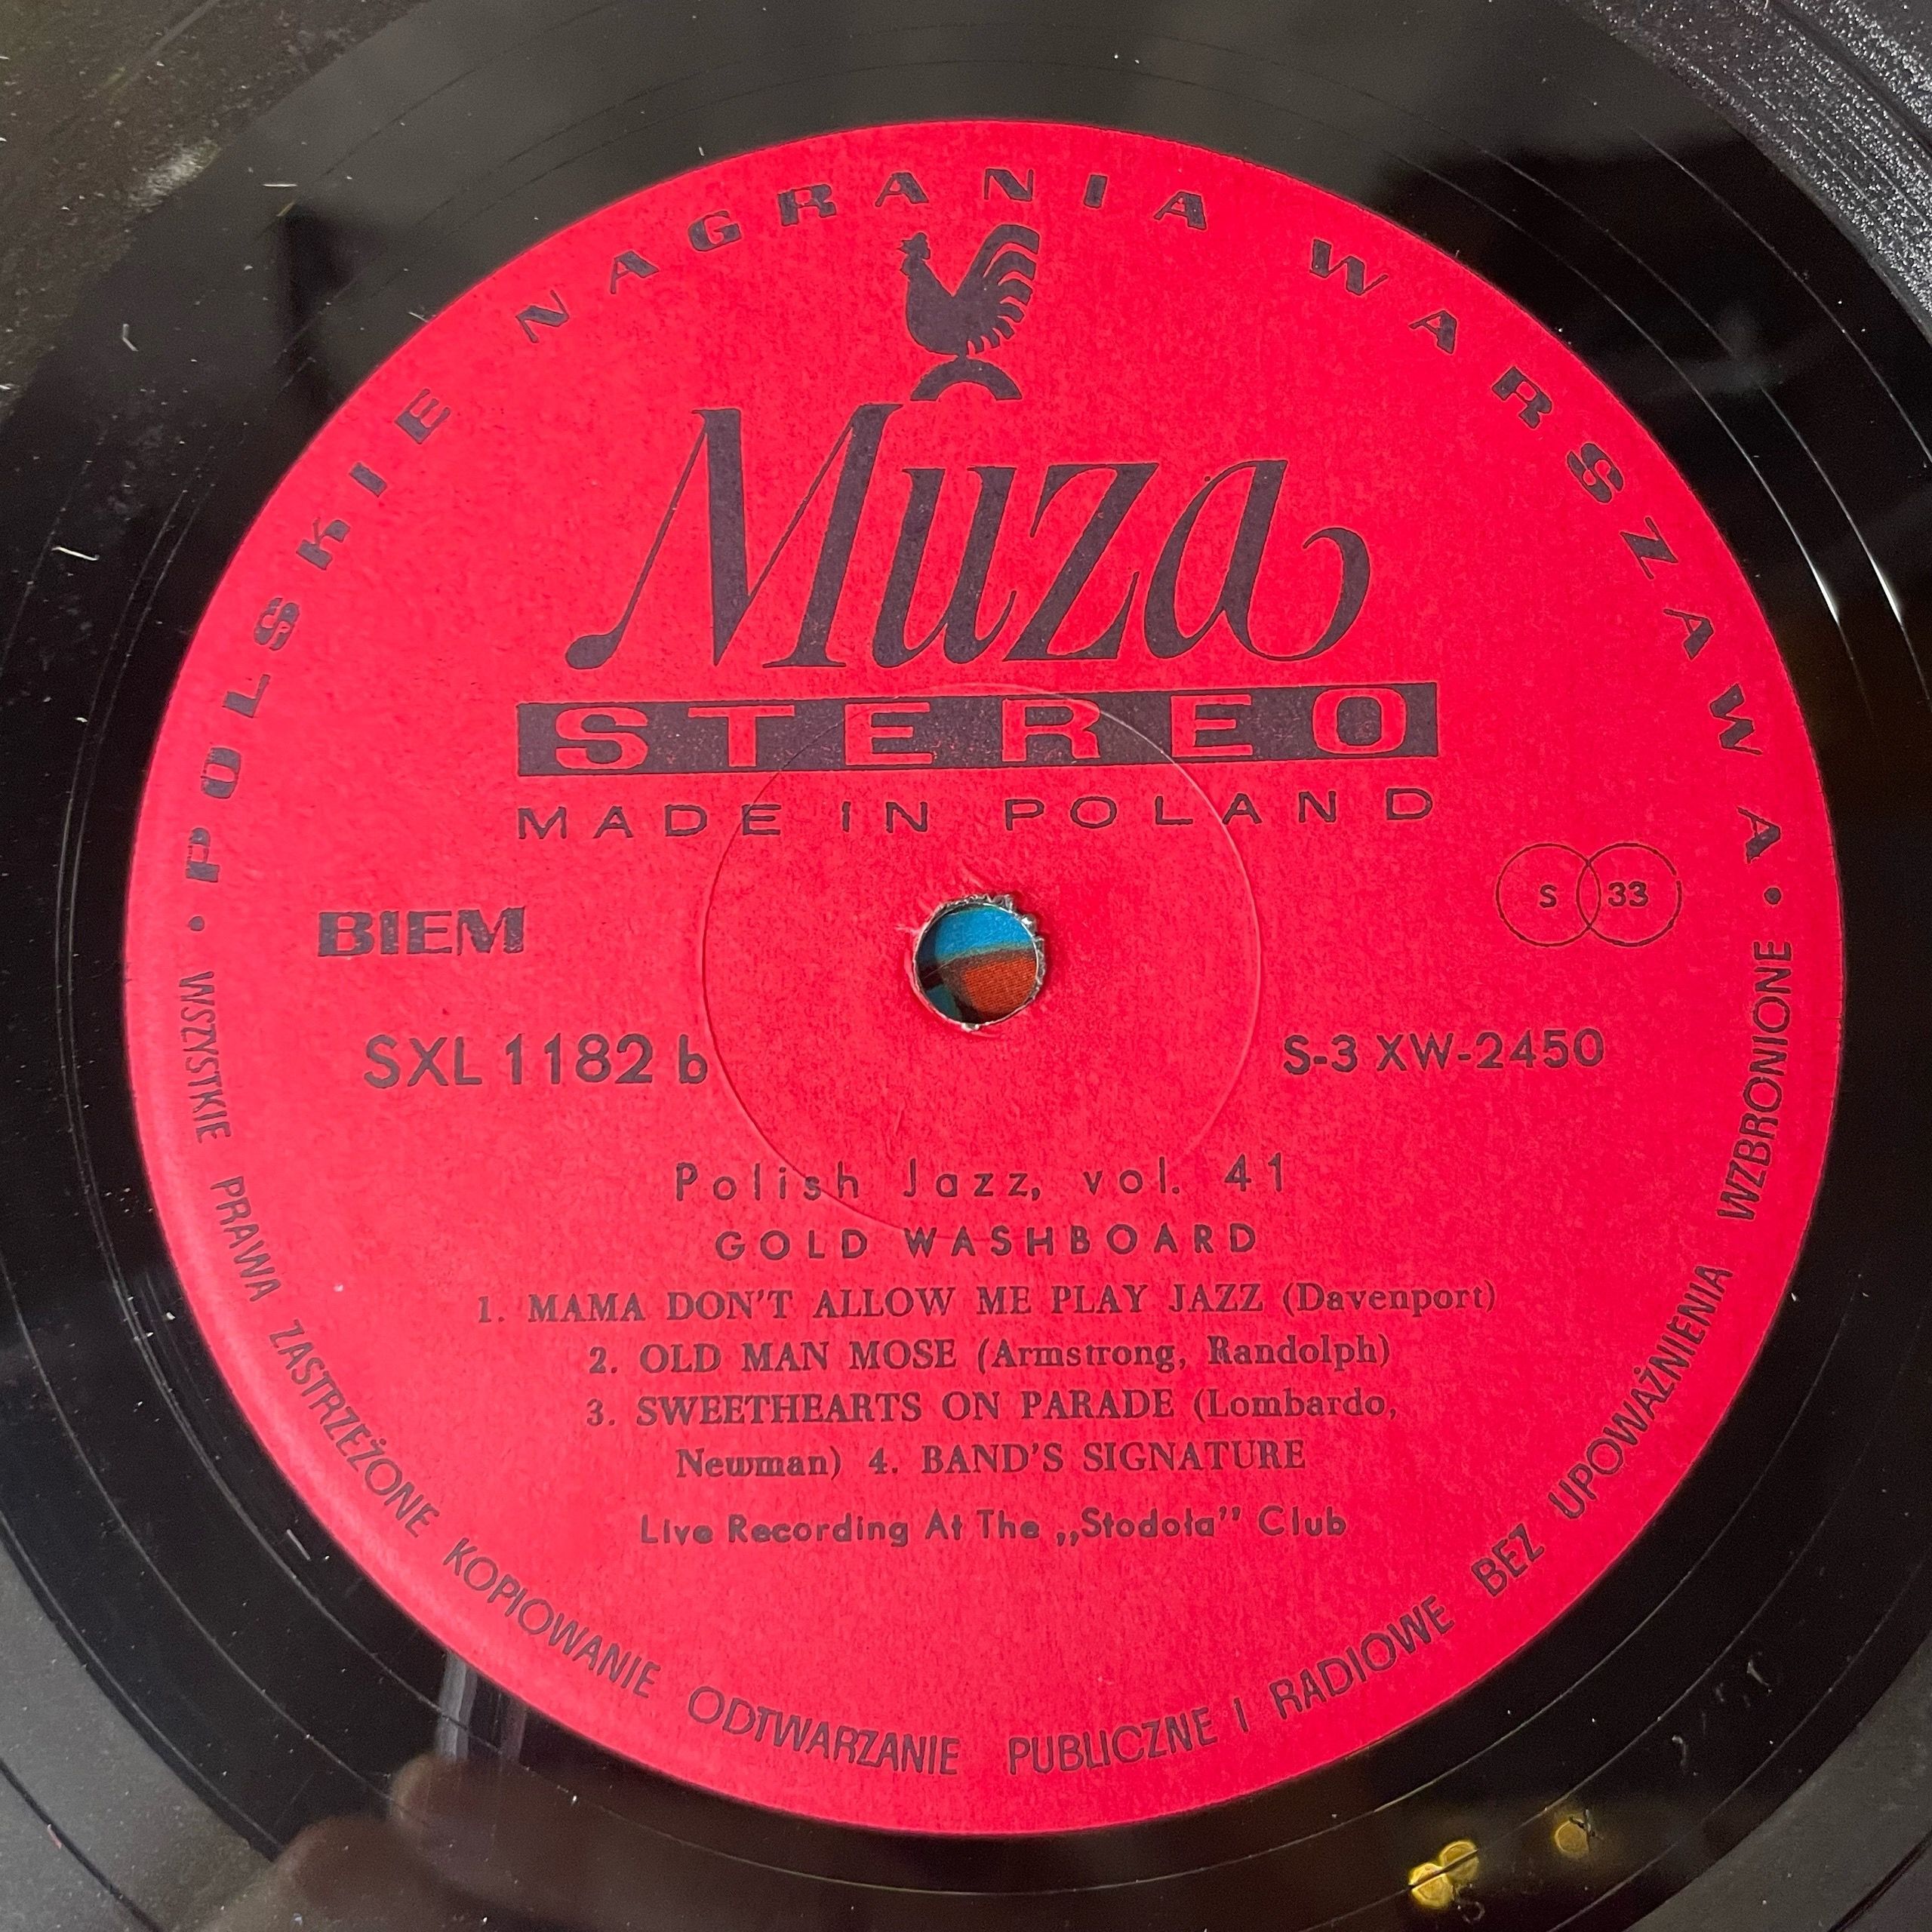 POLSKIE NAGRANIA WARSZAWA
Muza
STEREO
MADE IN POLAND
BIEM
S 33
SXL 1182 b
S-3 XW-2450
Polish Jazz, vol. 41
GOLD WASHBOARD
1. MAMA DON'T ALLOW ME PLAY JAZZ (Davenport)
2. OLD MAN MOSE (Armstrong, Randolph)
3. SWEETHEARTS ON PARADE (Lombardo,
Newman) 4. BAND'S SIGNATURE
Live Recording At The „Stodoła” Club
• WSZYSTKIE PRAWA ZASTRZEŻONE KOPIOWANIE ODTWARZANIE PUBLICZNE I RADIOWE BEZ UPOWAŻNIENIA WZBRONIONE •